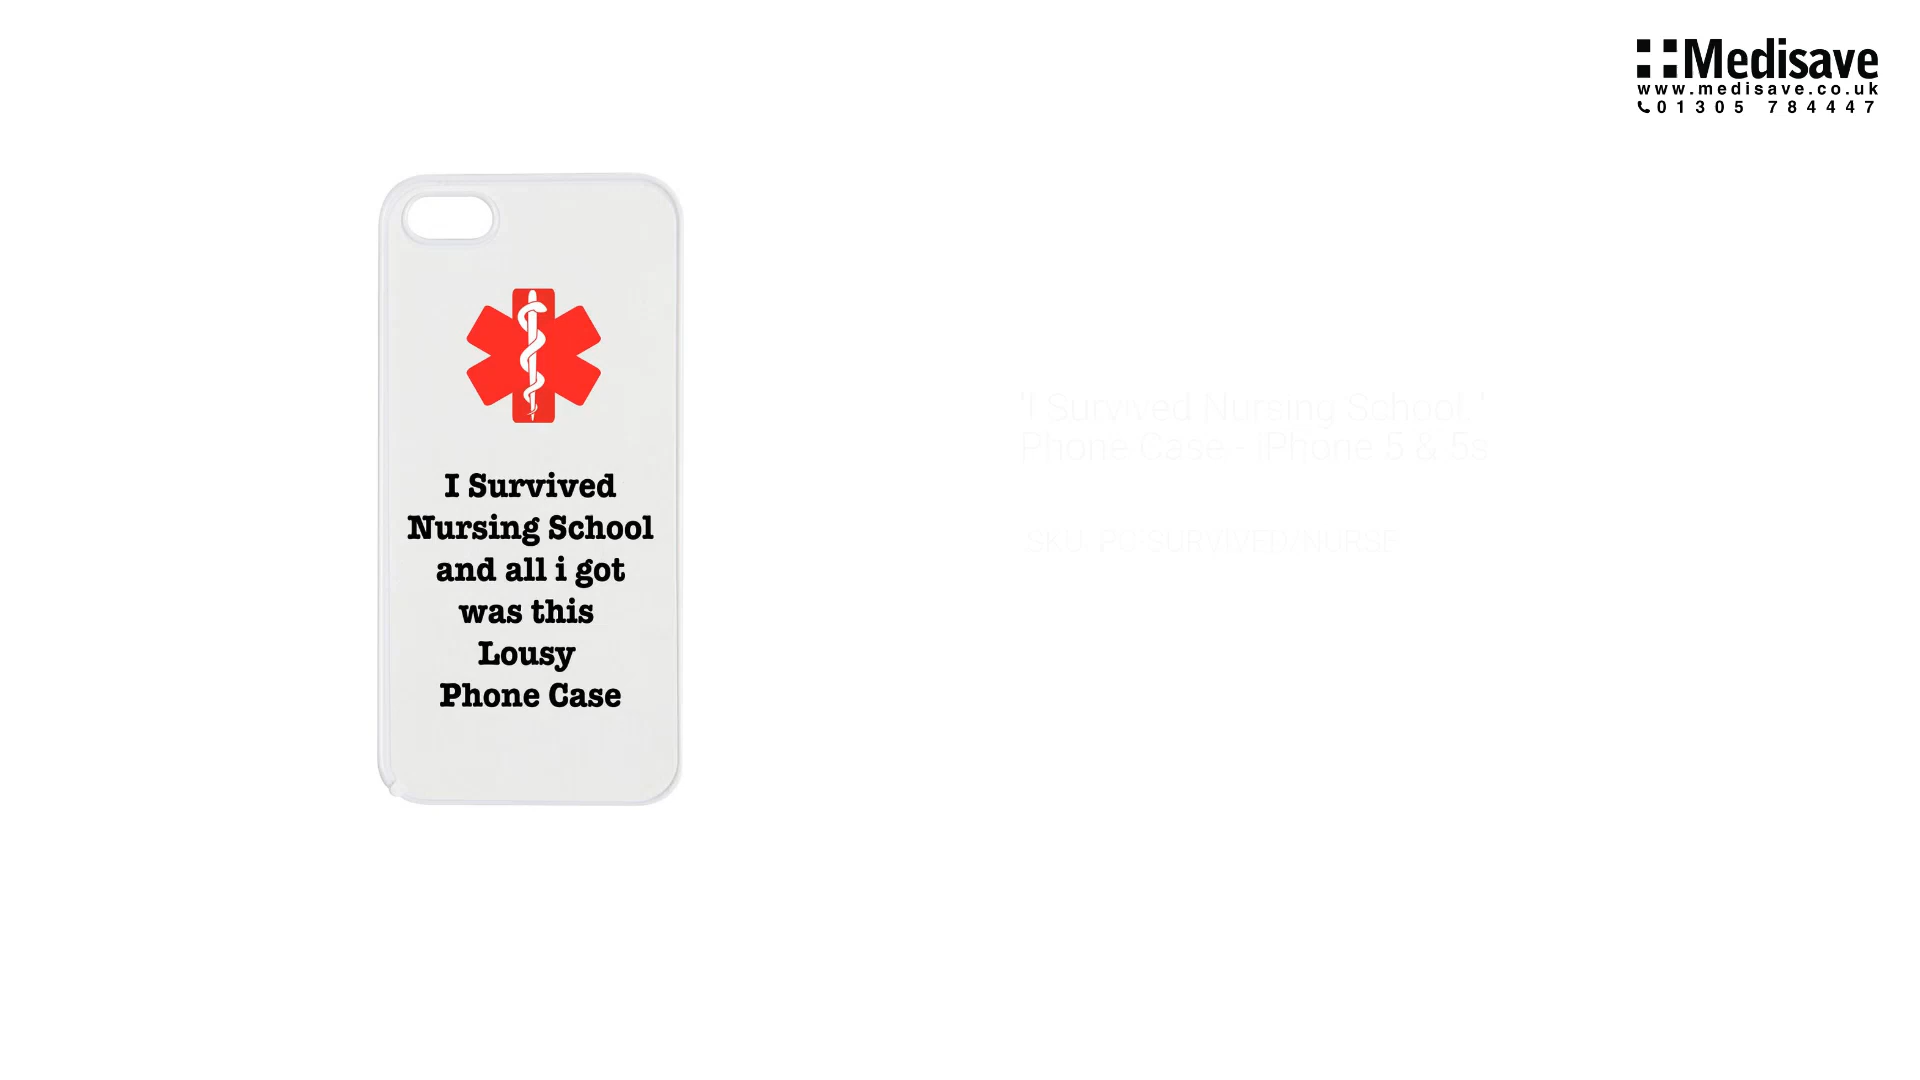 Medisave
www.medisave.co.uk
01305 784447
I Survived
Nursing School
and all i got
was this
Lousy
Phone Case
'I Survived Nursing School.'
Phone Case - iPhone 5 & 5s
SKU: PC-SURVIVED/NURSE